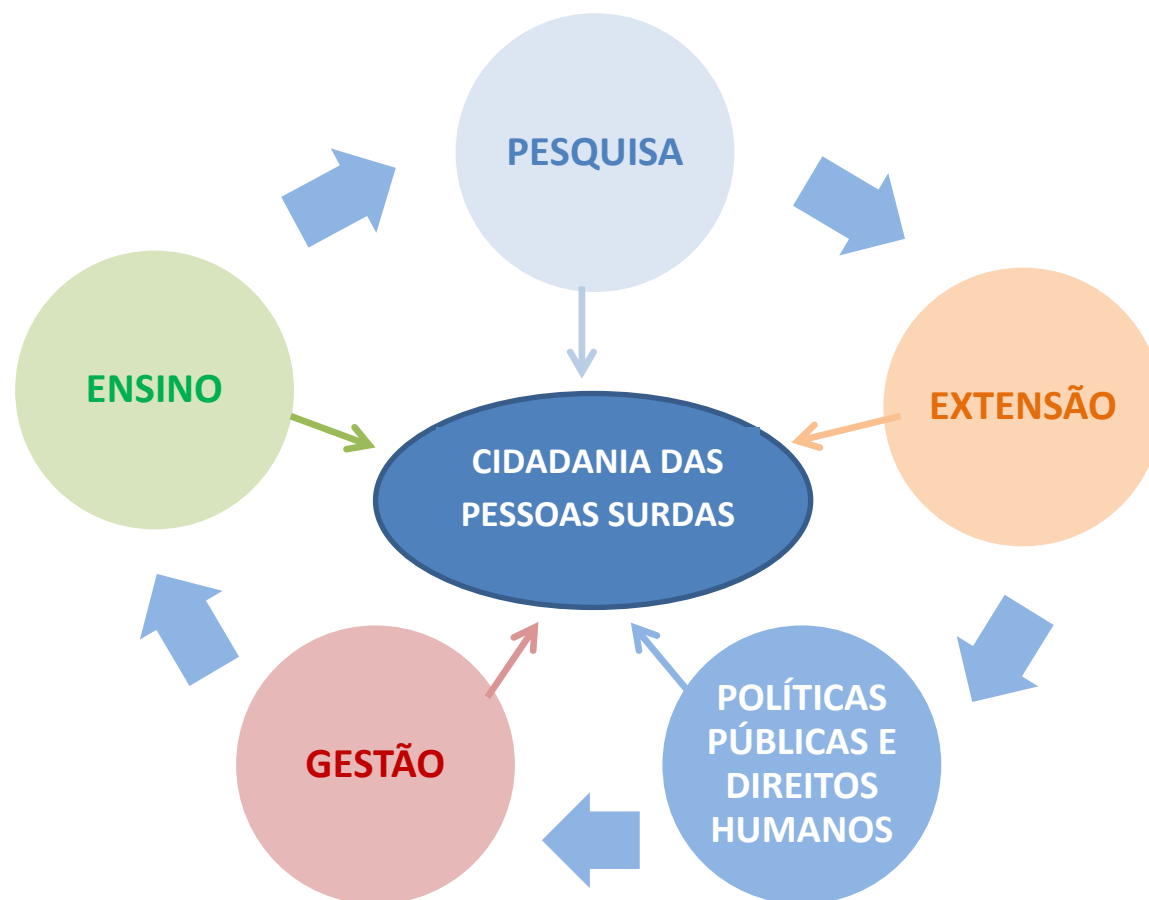 PESQUISA
ENSINO
EXTENSÃO
CIDADANIA DAS
PESSOAS SURDAS
GESTÃO
POLÍTICAS
PÚBLICAS E
DIREITOS
HUMANOS